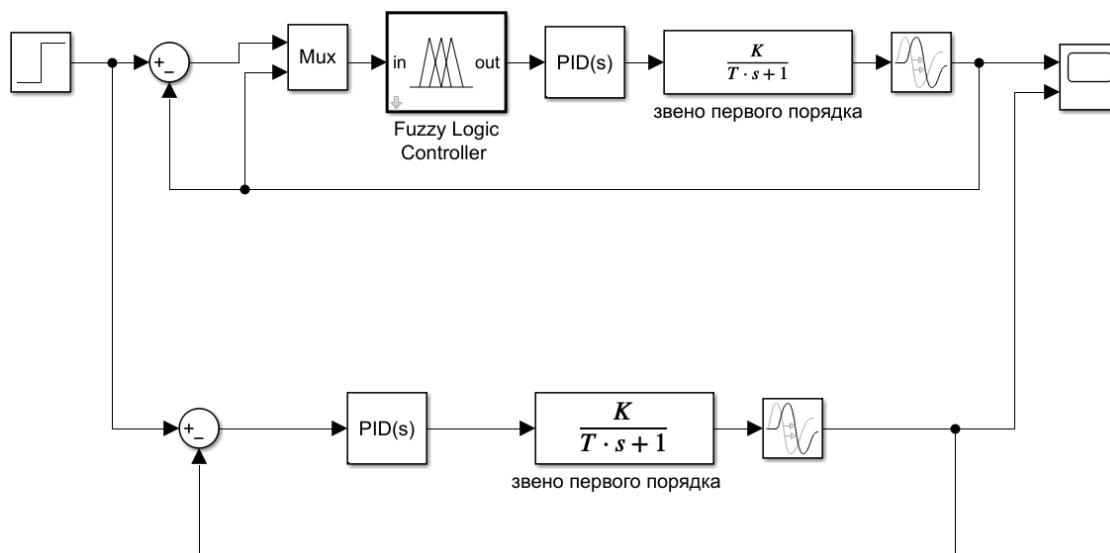 +
−
Mux
in
out
Fuzzy Logic
Controller
PID(s)
K
T · s + 1
звено первого порядка
+
−
PID(s)
K
T · s + 1
звено первого порядка